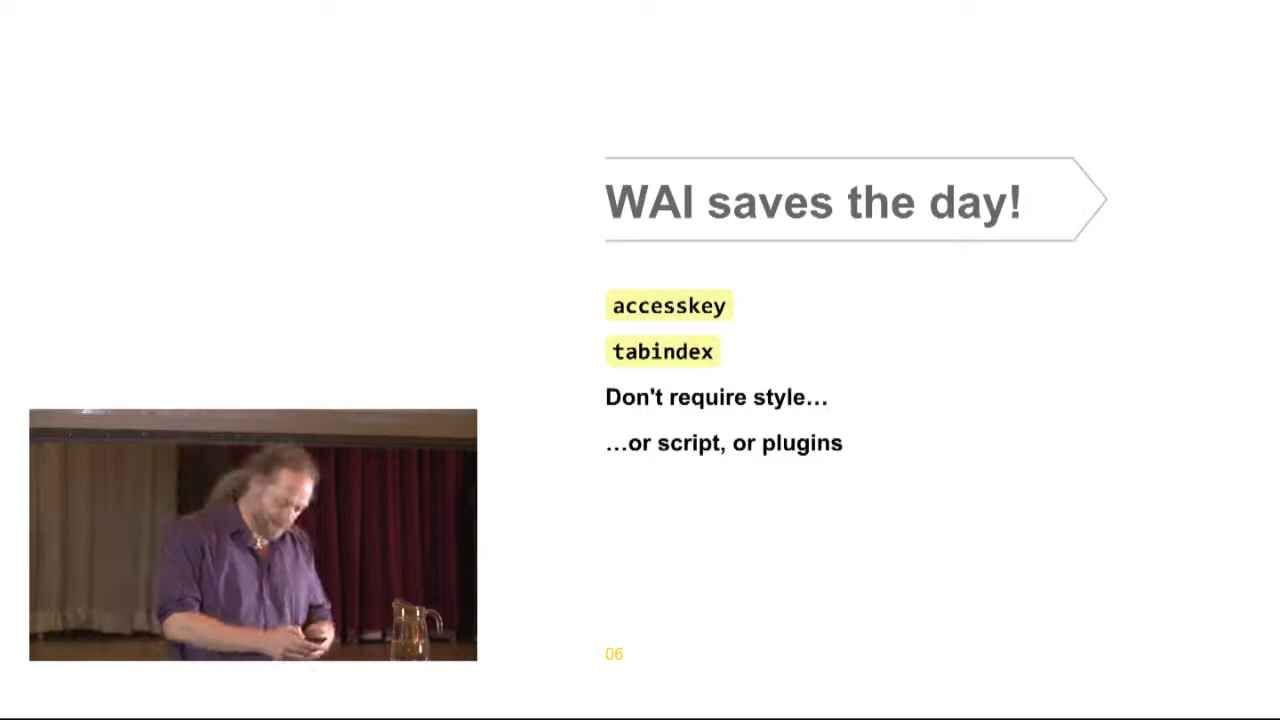 WAI saves the day!
accesskey
tabindex
Don't require style…
…or script, or plugins
06